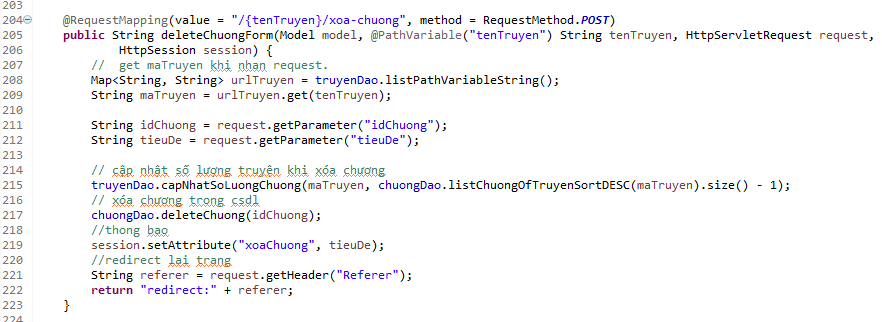 203
204 @RequestMapping(value = "/{tenTruyen}/xoa-chuong", method = RequestMethod.POST)
205 public String deleteChuongForm(Model model, @PathVariable("tenTruyen") String tenTruyen, HttpServletRequest request,
206 HttpSession session) {
207 // get maTruyen khi nhan request.
208 Map<String, String> urlTruyen = truyenDao.listPathVariableString();
209 String maTruyen = urlTruyen.get(tenTruyen);
210
211 String idChuong = request.getParameter("idChuong");
212 String tieuDe = request.getParameter("tieuDe");
213
214 // cập nhật số lượng truyện khi xóa chương
215 truyenDao.capNhatSoLuongChuong(maTruyen, chuongDao.listChuongOfTruyenSortDESC(maTruyen).size() - 1);
216 // xóa chương trong csdl
217 chuongDao.deleteChuong(idChuong);
218 //thong bao
219 session.setAttribute("xoaChuong", tieuDe);
220 //redirect lai trang
221 String referer = request.getHeader("Referer");
222 return "redirect:" + referer;
223 }
224